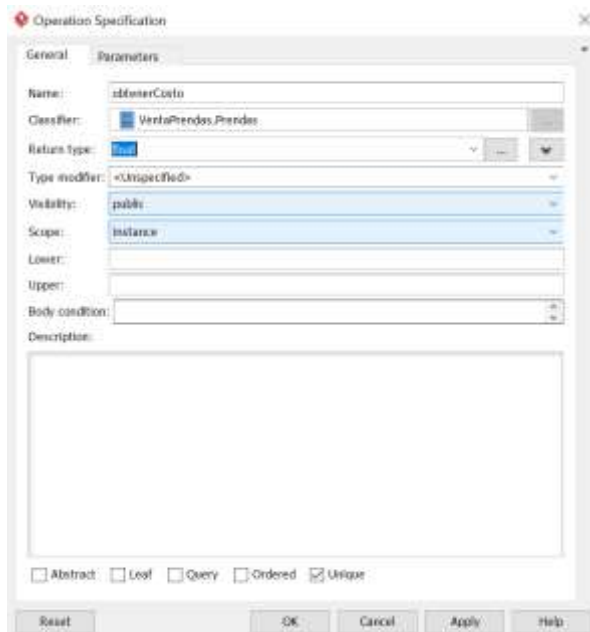 Operation Specification
General Parameters
Name: obtenerCosto
Classifier: VentaPrendas.Prendas ...
Return type: ...
Type modifier: <Unspecified>
Visibility: public
Scope: instance
Lower:
Upper:
Body condition:
Description:
Abstract Leaf Query Ordered Unique
Reset OK Cancel Apply Help